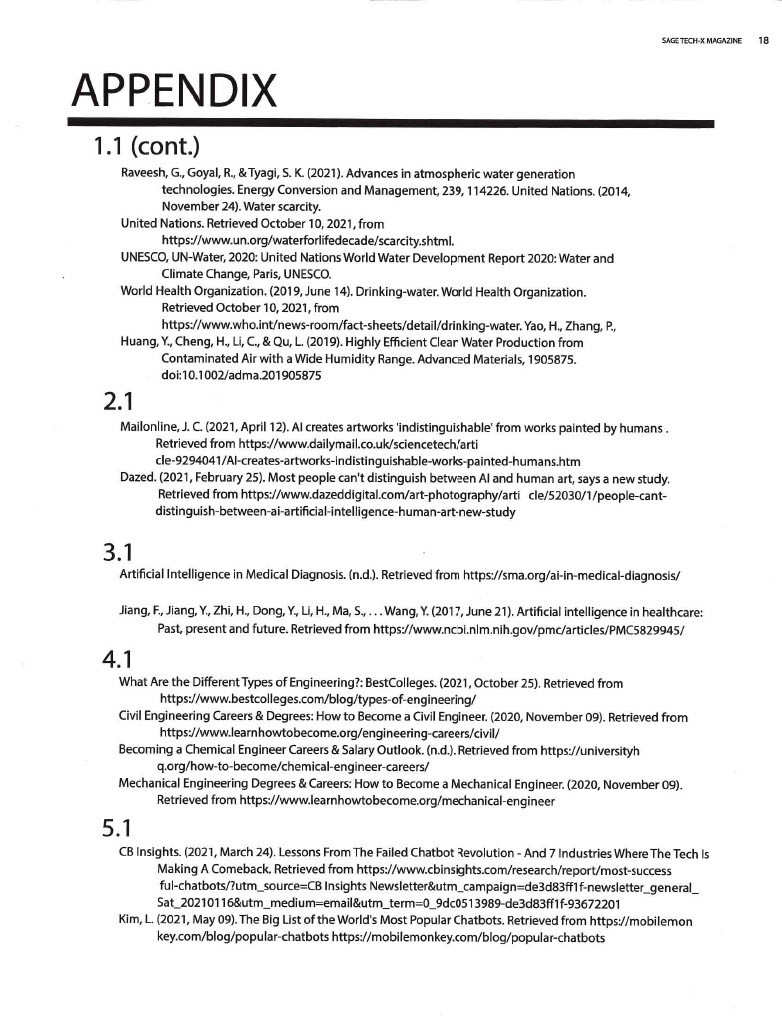 SAGE TECH-X MAGAZINE 18
APPENDIX
1.1 (cont.)
Raveesh, G., Goyal, R., & Tyagi, S. K. (2021). Advances in atmospheric water generation
technologies. Energy Conversion and Management, 239, 114226. United Nations. (2014,
November 24). Water scarcity.
United Nations. Retrieved October 10, 2021, from
https://www.un.org/waterforlifedecade/scarcity.shtml.
UNESCO, UN-Water, 2020: United Nations World Water Development Report 2020: Water and
Climate Change, Paris, UNESCO.
World Health Organization. (2019, June 14). Drinking-water. World Health Organization.
Retrieved October 10, 2021, from
https://www.who.int/news-room/fact-sheets/detail/drinking-water. Yao, H., Zhang, P.,
Huang, Y., Cheng, H., Li, C., & Qu, L. (2019). Highly Efficient Clear Water Production from
Contaminated Air with a Wide Humidity Range. Advanced Materials, 1905875.
doi:10.1002/adma.201905875
2.1
Mailonline, J. C. (2021, April 12). AI creates artworks 'indistinguishable' from works painted by humans .
Retrieved from https://www.dailymail.co.uk/sciencetech/arti
cle-9294041/AI-creates-artworks-indistinguishable-works-painted-humans.htm
Dazed. (2021, February 25). Most people can't distinguish between AI and human art, says a new study.
Retrieved from https://www.dazeddigital.com/art-photography/arti cle/52030/1/people-cant-
distinguish-between-ai-artificial-intelligence-human-art-new-study
3.1
Artificial Intelligence in Medical Diagnosis. (n.d.). Retrieved from https://sma.org/ai-in-medical-diagnosis/
Jiang, F., Jiang, Y., Zhi, H., Dong, Y., Li, H., Ma, S., . . . Wang, Y. (2017, June 21). Artificial intelligence in healthcare:
Past, present and future. Retrieved from https://www.ncbi.nlm.nih.gov/pmc/articles/PMC5829945/
4.1
What Are the Different Types of Engineering?: BestColleges. (2021, October 25). Retrieved from
https://www.bestcolleges.com/blog/types-of-engineering/
Civil Engineering Careers & Degrees: How to Become a Civil Engineer. (2020, November 09). Retrieved from
https://www.learnhowtobecome.org/engineering-careers/civil/
Becoming a Chemical Engineer Careers & Salary Outlook. (n.d.). Retrieved from https://universityh
q.org/how-to-become/chemical-engineer-careers/
Mechanical Engineering Degrees & Careers: How to Become a Mechanical Engineer. (2020, November 09).
Retrieved from https://www.learnhowtobecome.org/mechanical-engineer
5.1
CB Insights. (2021, March 24). Lessons From The Failed Chatbot Revolution - And 7 Industries Where The Tech Is
Making A Comeback. Retrieved from https://www.cbinsights.com/research/report/most-success
ful-chatbots/?utm_source=CB Insights Newsletter&utm_campaign=de3d83ff1f-newsletter_general_
Sat_20210116&utm_medium=email&utm_term=0_9dc0513989-de3d83ff1f-93672201
Kim, L. (2021, May 09). The Big List of the World's Most Popular Chatbots. Retrieved from https://mobilemon
key.com/blog/popular-chatbots https://mobilemonkey.com/blog/popular-chatbots